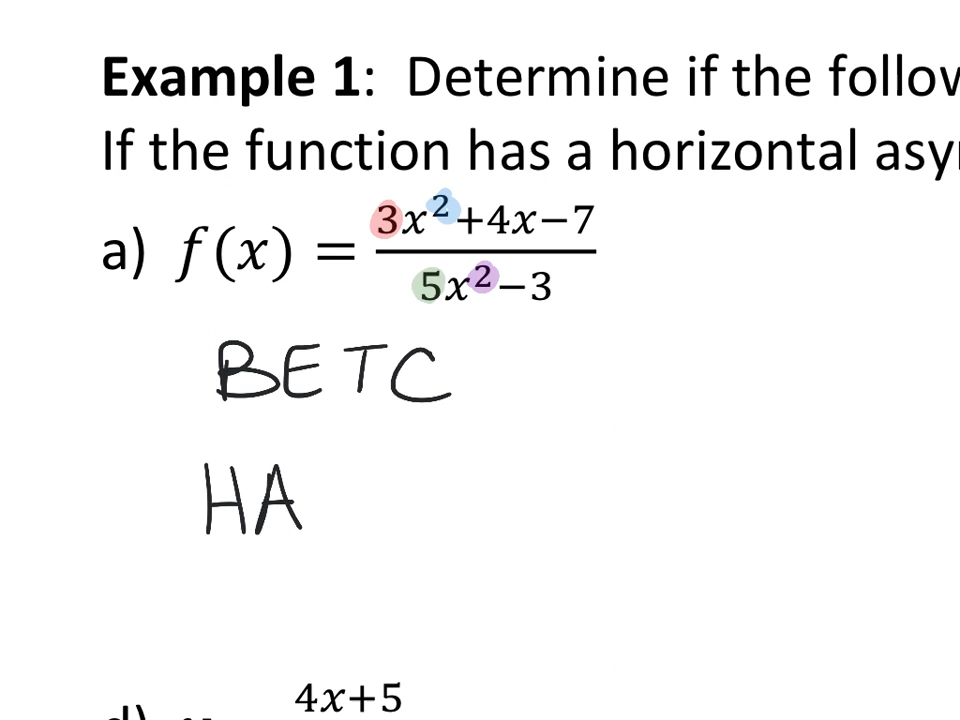 Example 1: Determine if the follow
If the function has a horizontal asy
a) f(x) = \frac{3x^2+4x-7}{5x^2-3}
BETC
HA
4x+5
d)